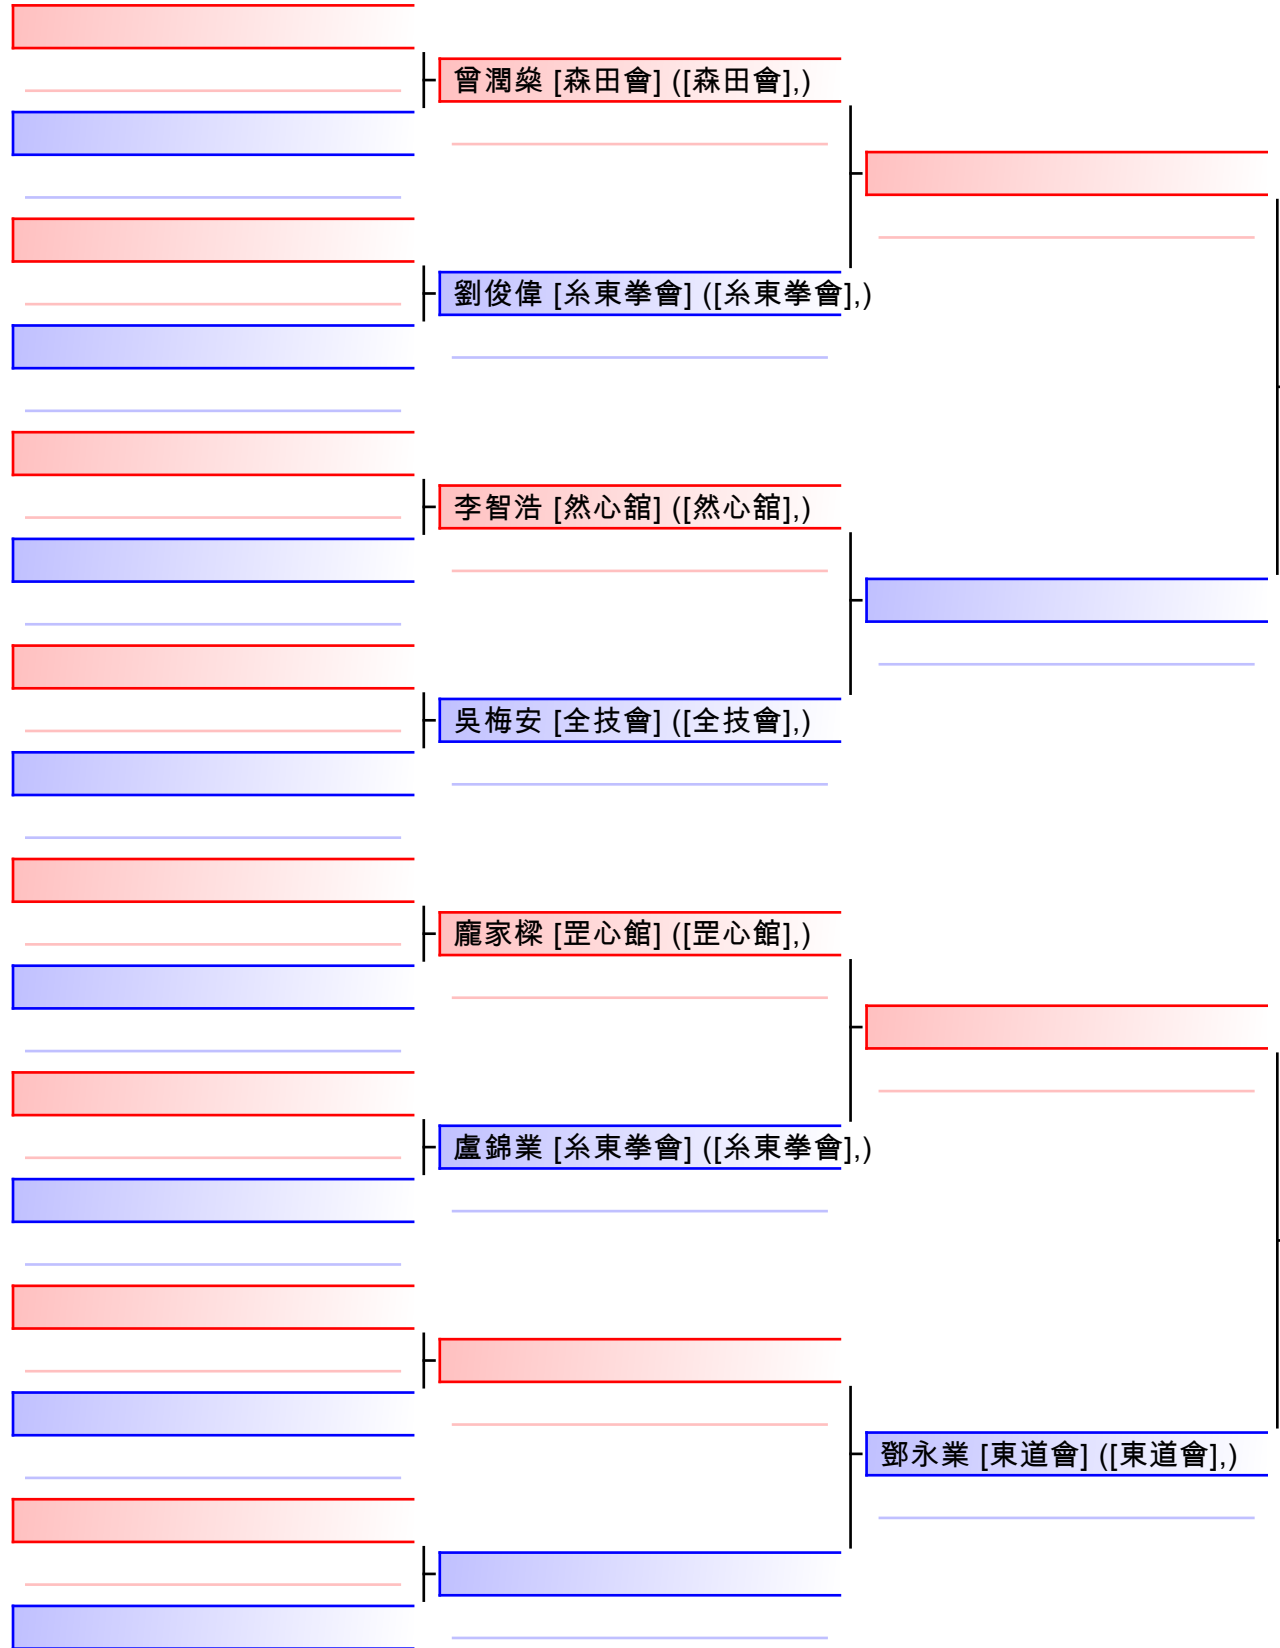 曾潤燊 [森田會] ([森田會],)
劉俊偉 [糸東拳會] ([糸東拳會],)
李智浩 [然心舘] ([然心舘],)
吳梅安 [全技會] ([全技會],)
龐家樑 [罡心館] ([罡心館],)
盧錦業 [糸東拳會] ([糸東拳會],)
鄧永業 [東道會] ([東道會],)